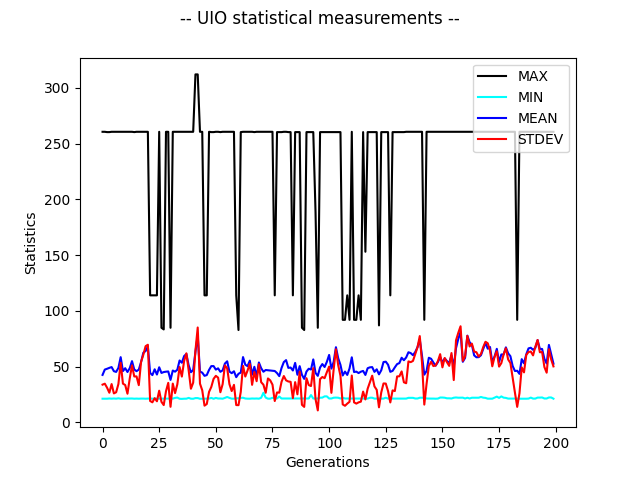 -- UIO statistical measurements --
MAX
MIN
MEAN
STDEV
Statistics
300
250
200
150
100
50
0
0 25 50 75 100 125 150 175 200
Generations